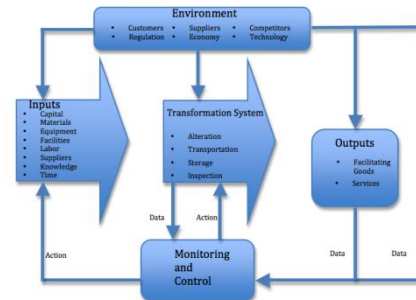 Environment
• Customers • Suppliers • Competitors
• Regulation • Economy • Technology
Inputs
• Capital
• Materials
• Equipment
• Facilities
• Labor
• Suppliers
• Knowledge
• Time
Transformation System
• Alteration
• Transportation
• Storage
• Inspection
Outputs
• Facilitating
Goods
• Services
Data
Action
Data
Data
Action
Monitoring
and
Control